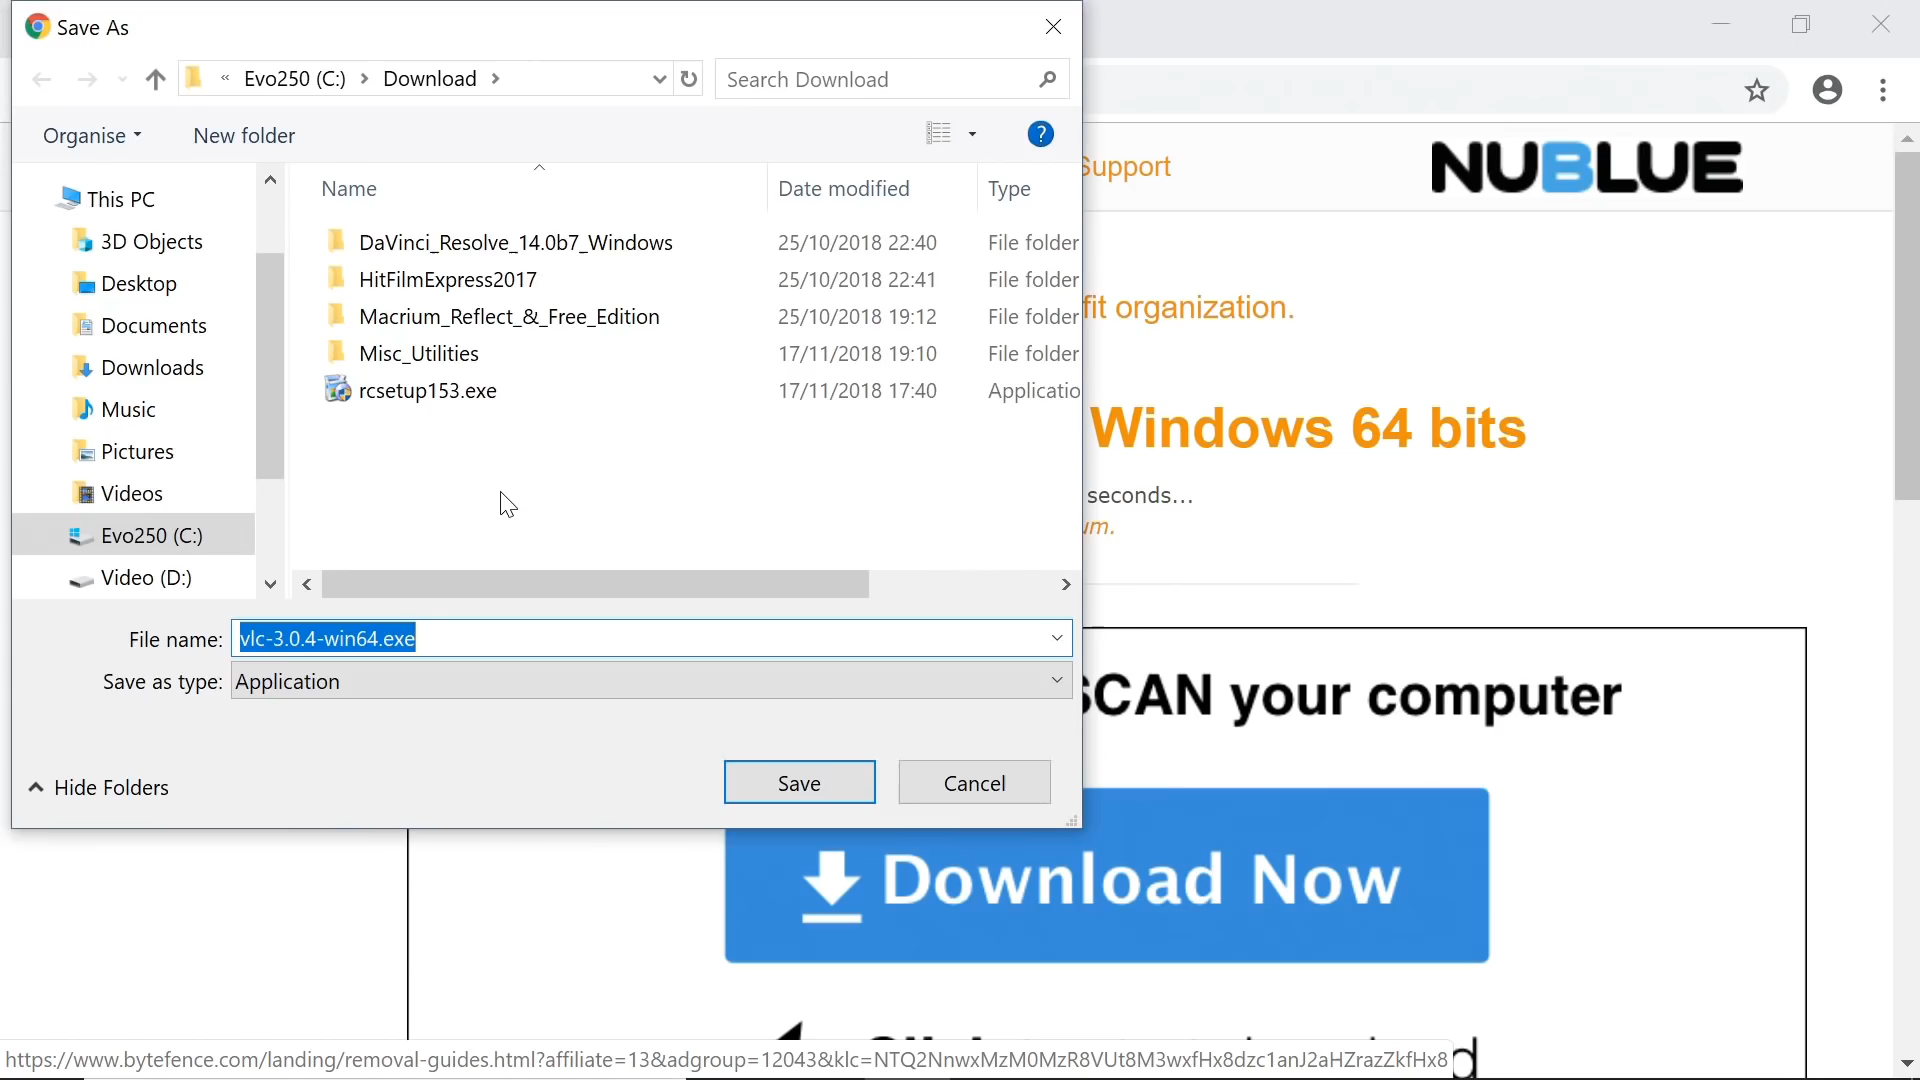 Save As
« Evo250 (C:) › Download ›
Search Download
Organise
New folder
?
This PC
3D Objects
Desktop
Documents
Downloads
Music
Pictures
Videos
Evo250 (C:)
Video (D:)
Name Date modified Type
DaVinci_Resolve_14.0b7_Windows 25/10/2018 22:40 File folder
HitFilmExpress2017 25/10/2018 22:41 File folder
Macrium_Reflect_&_Free_Edition 25/10/2018 19:12 File folder
Misc_Utilities 17/11/2018 19:10 File folder
rcsetup153.exe 17/11/2018 17:40 Applicatio
File name: vlc-3.0.4-win64.exe
Save as type: Application
Hide Folders
Save
Cancel
Support
NUBLUE
fit organization.
Windows 64 bits
seconds...
um.
SCAN your computer
Download Now
https://www.bytefence.com/landing/removal-guides.html?affiliate=13&adgroup=12043&klc=NTQ2NnwxMzM0MzR8VUt8M3wxfHx8dzc1anJ2aHZrazZkfHx8